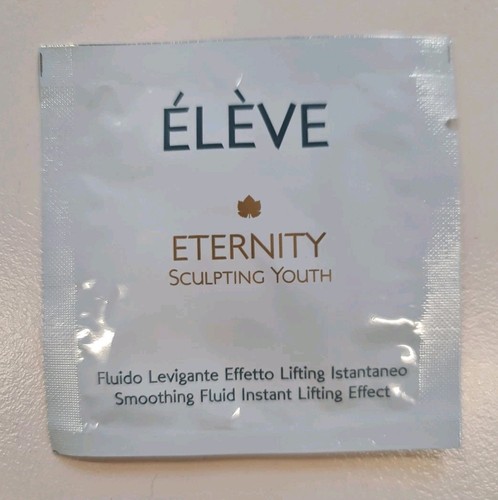 ÉLÈVE
ETERNITY
SCULPTING YOUTH
Fluido Levigante Effetto Lifting Istantaneo
Smoothing Fluid Instant Lifting Effect